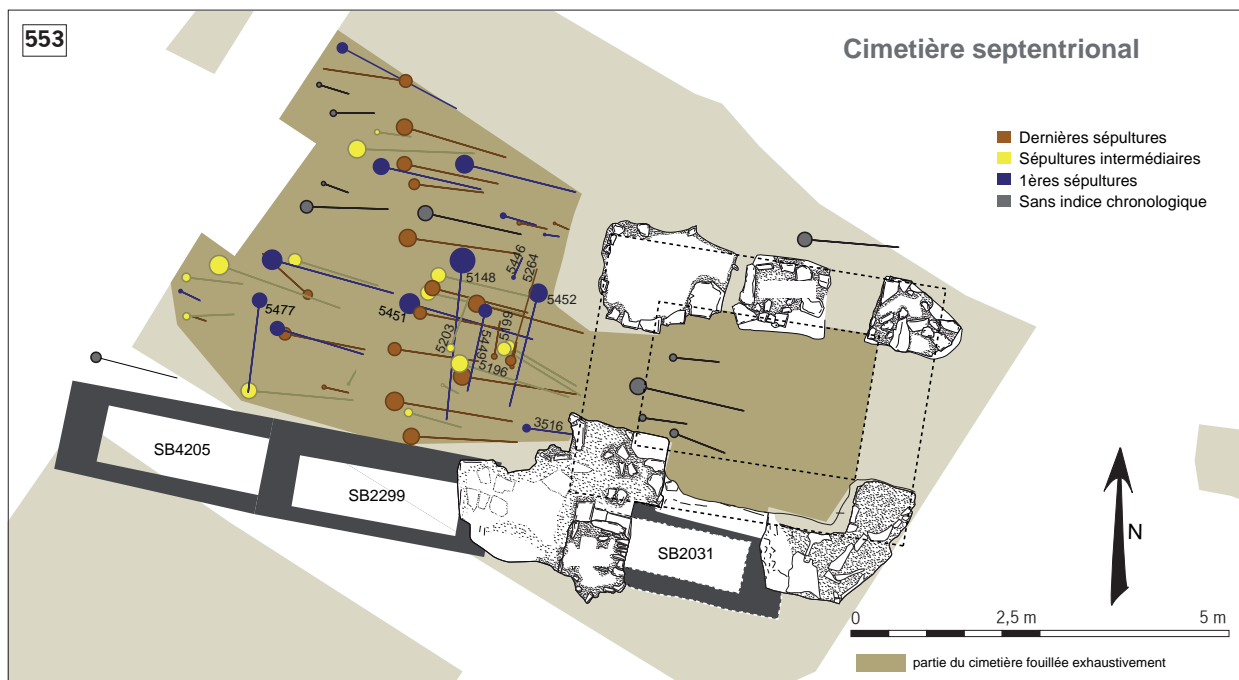 553
Cimetière septentrional
Dernières sépultures
Sépultures intermédiaires
1ères sépultures
Sans indice chronologique
5446
5264
5148
5452
5477
5451
5203
5449
5199
5196
3516
SB4205
SB2299
SB2031
N
0 2,5 m 5 m
partie du cimetière fouillée exhaustivement